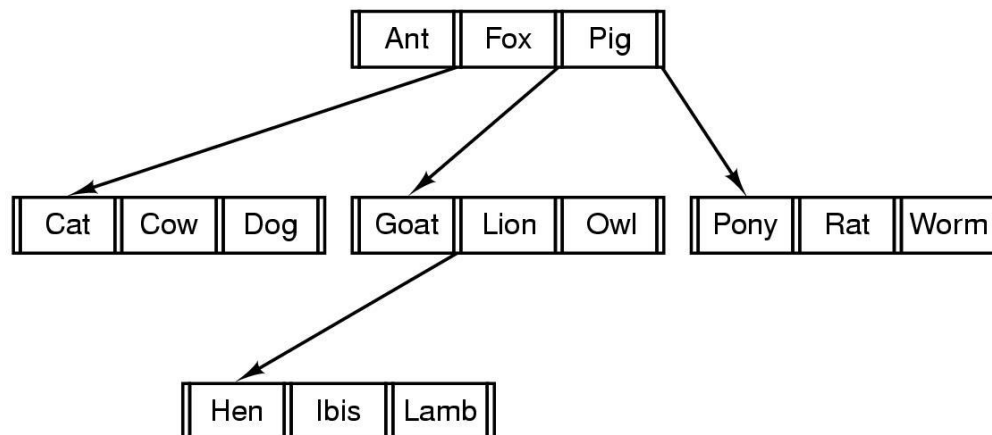 Ant Fox Pig
Cat Cow Dog Goat Lion Owl Pony Rat Worm
Hen Ibis Lamb